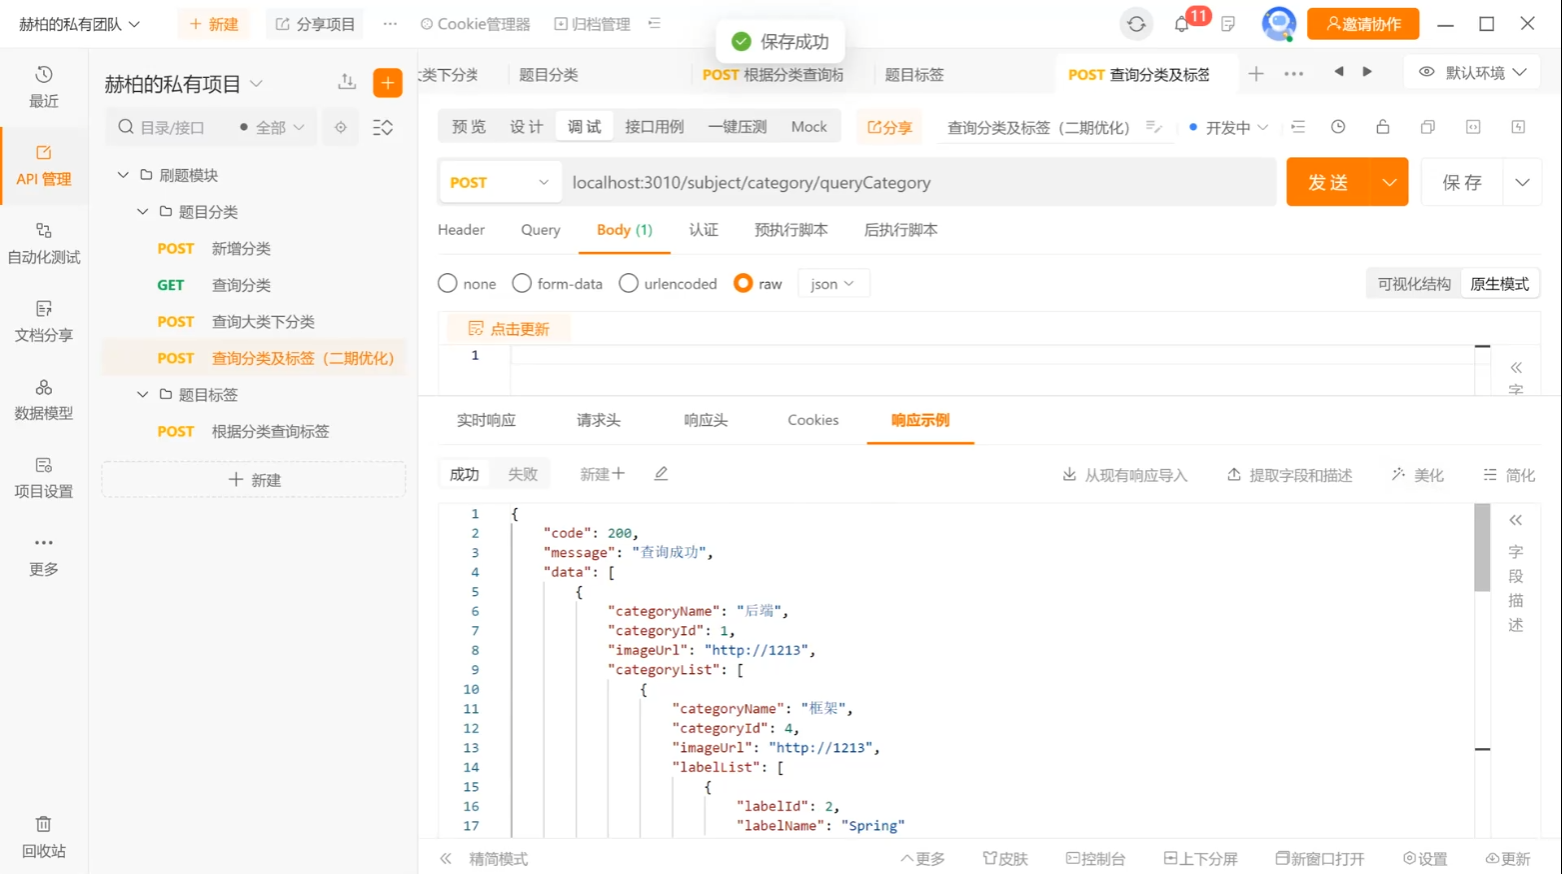 赫柏的私有团队
新建
分享项目
Cookie管理器
归档管理
保存成功
11
邀请协作
最近
API 管理
自动化测试
文档分享
数据模型
项目设置
更多
回收站
赫柏的私有项目
目录/接口
全部
刷题模块
题目分类
POST 新增分类
GET 查询分类
POST 查询大类下分类
POST 查询分类及标签（二期优化）
题目标签
POST 根据分类查询标签
新建
大类下分类
题目分类
POST 根据分类查询标
题目标签
POST 查询分类及标签
默认环境
预览
设计
调试
接口用例
一键压测
Mock
分享
查询分类及标签（二期优化）
开发中
POST
localhost:3010/subject/category/queryCategory
发送
保存
Header
Query
Body (1)
认证
预执行脚本
后执行脚本
none
form-data
urlencoded
raw
json
可视化结构
原生模式
点击更新
1
字
实时响应
请求头
响应头
Cookies
响应示例
成功
失败
新建
从现有响应导入
提取字段和描述
美化
简化
1 {
2 "code": 200,
3 "message": "查询成功",
4 "data": [
5 {
6 "categoryName": "后端",
7 "categoryId": 1,
8 "imageUrl": "http://1213",
9 "categoryList": [
10 {
11 "categoryName": "框架",
12 "categoryId": 4,
13 "imageUrl": "http://1213",
14 "labelList": [
15 {
16 "labelId": 2,
17 "labelName": "Spring"
字
段
描
述
精简模式
更多
皮肤
控制台
上下分屏
新窗口打开
设置
更新